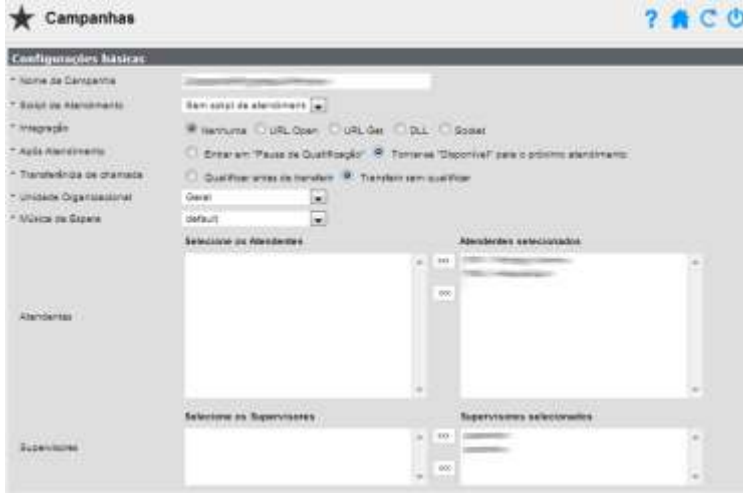 Campanhas
Configurações básicas
* Nome da Campanha
* Script de Atendimento Sem script de atendiment
* Integração Nenhuma URL Open URL Get DLL Socket
* Após Atendimento Entrar em "Pausa de Qualificação" Tornar-se "Disponível" para o próximo atendimento
* Transferência de chamada Qualificar antes de transferir Transferir sem qualificar
* Unidade Organizacional Geral
* Música de Espera default
Selecione os Atendentes Atendentes selecionados
>>>
<<<
Atendentes
Selecione os Supervisores Supervisores selecionados
>>>
Supervisores
<<<